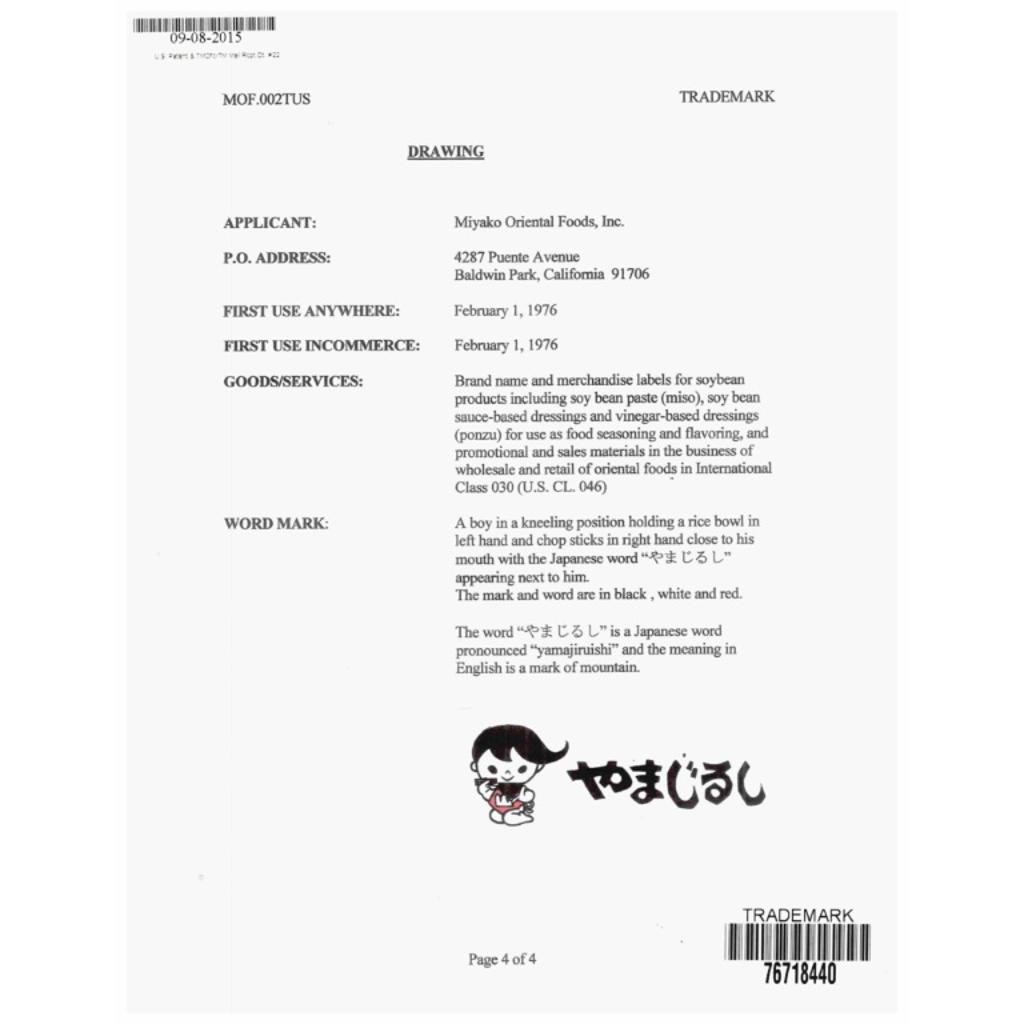 09-08-2015
U.S. Patent & TMOfc/TM Mail Rcpt Dt. #22
MOF.002TUS TRADEMARK
DRAWING
APPLICANT: Miyako Oriental Foods, Inc.
P.O. ADDRESS: 4287 Puente Avenue
Baldwin Park, California 91706
FIRST USE ANYWHERE: February 1, 1976
FIRST USE INCOMMERCE: February 1, 1976
GOODS/SERVICES: Brand name and merchandise labels for soybean
products including soy bean paste (miso), soy bean
sauce-based dressings and vinegar-based dressings
(ponzu) for use as food seasoning and flavoring, and
promotional and sales materials in the business of
wholesale and retail of oriental foods in International
Class 030 (U.S. CL. 046)
WORD MARK: A boy in a kneeling position holding a rice bowl in
left hand and chop sticks in right hand close to his
mouth with the Japanese word “やまじるし”
appearing next to him.
The mark and word are in black , white and red.
The word “やまじるし” is a Japanese word
pronounced “yamajiruishi” and the meaning in
English is a mark of mountain.
やまじるし
TRADEMARK
Page 4 of 4
76718440